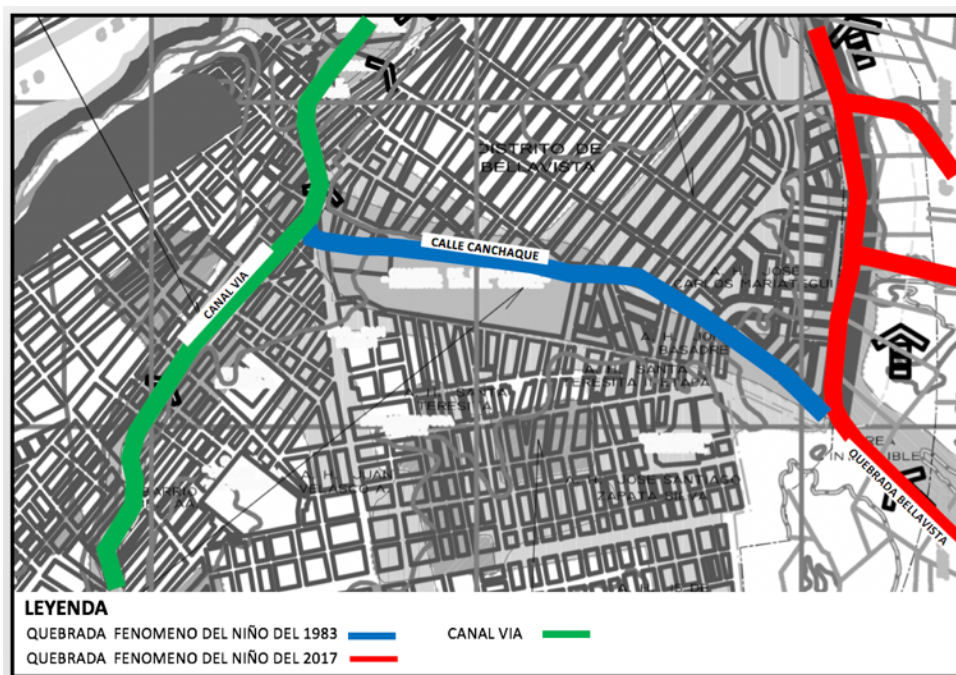 DISTRITO DE
BELLAVISTA
CALLE CANCHAQUE
CANAL VIA
A. H. JOSE
CARLOS MARIATEGUI
BASADRE
A. H. SANTA
TERESITA II ETAPA
A. H. SANTA
TERESITA
A. H. JUAN
VELASCO A.
A. H. JOSE SANTIAGO
ZAPATA SILVA
BARRIO
QUEBRADA BELLAVISTA
LEYENDA
QUEBRADA FENOMENO DEL NIÑO DEL 1983
CANAL VIA
QUEBRADA FENOMENO DEL NIÑO DEL 2017